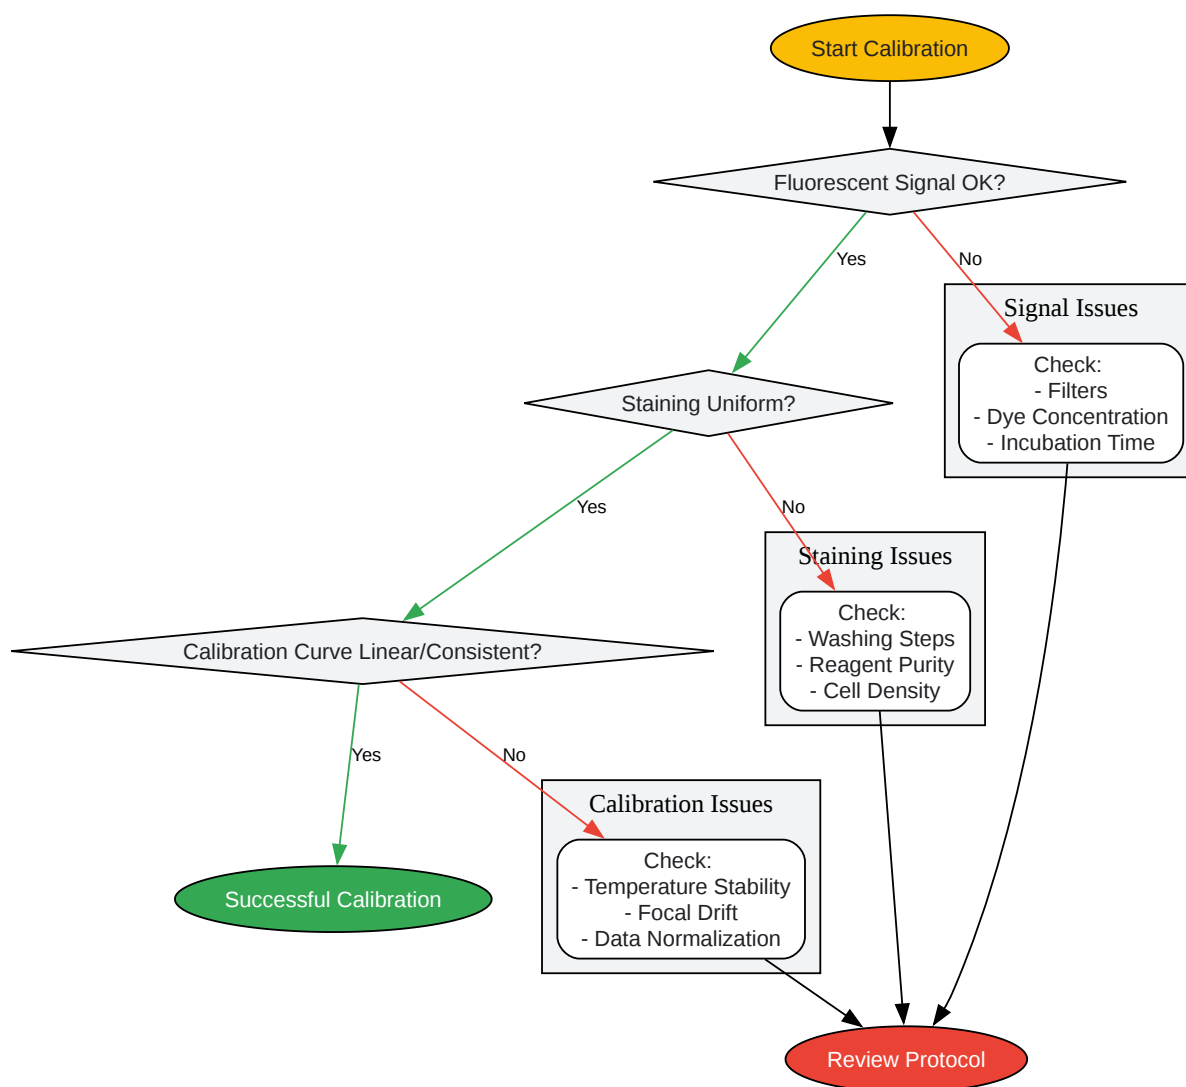 Start Calibration
Fluorescent Signal OK?
Yes
No
Signal Issues
Check:
- Filters
- Dye Concentration
- Incubation Time
Staining Uniform?
Yes
No
Staining Issues
Check:
- Washing Steps
- Reagent Purity
- Cell Density
Calibration Curve Linear/Consistent?
Yes
No
Calibration Issues
Check:
- Temperature Stability
- Focal Drift
- Data Normalization
Successful Calibration
Review Protocol